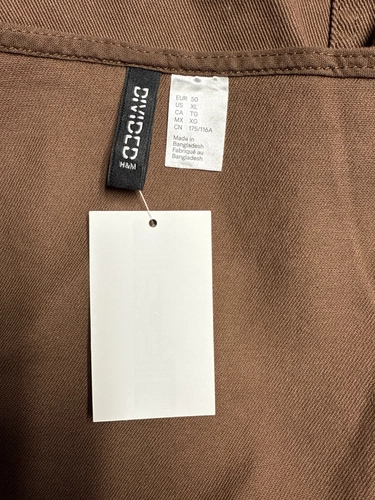 DIVIDED
H&M
EUR 50
US XL
CA TG
MX XG
CN 175/116A
Made in
Bangladesh
Fabriqué au
Bangladesh